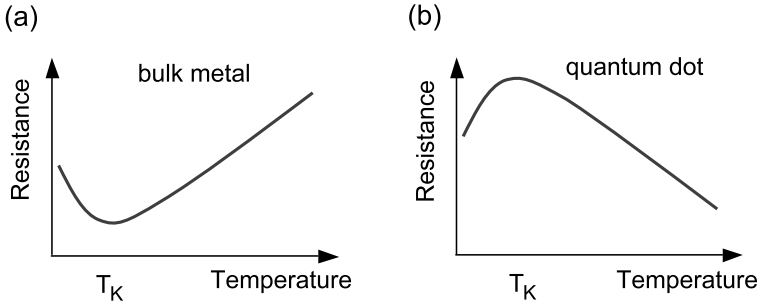 (a)
bulk metal
Resistance
T_K
Temperature
(b)
quantum dot
Resistance
T_K
Temperature